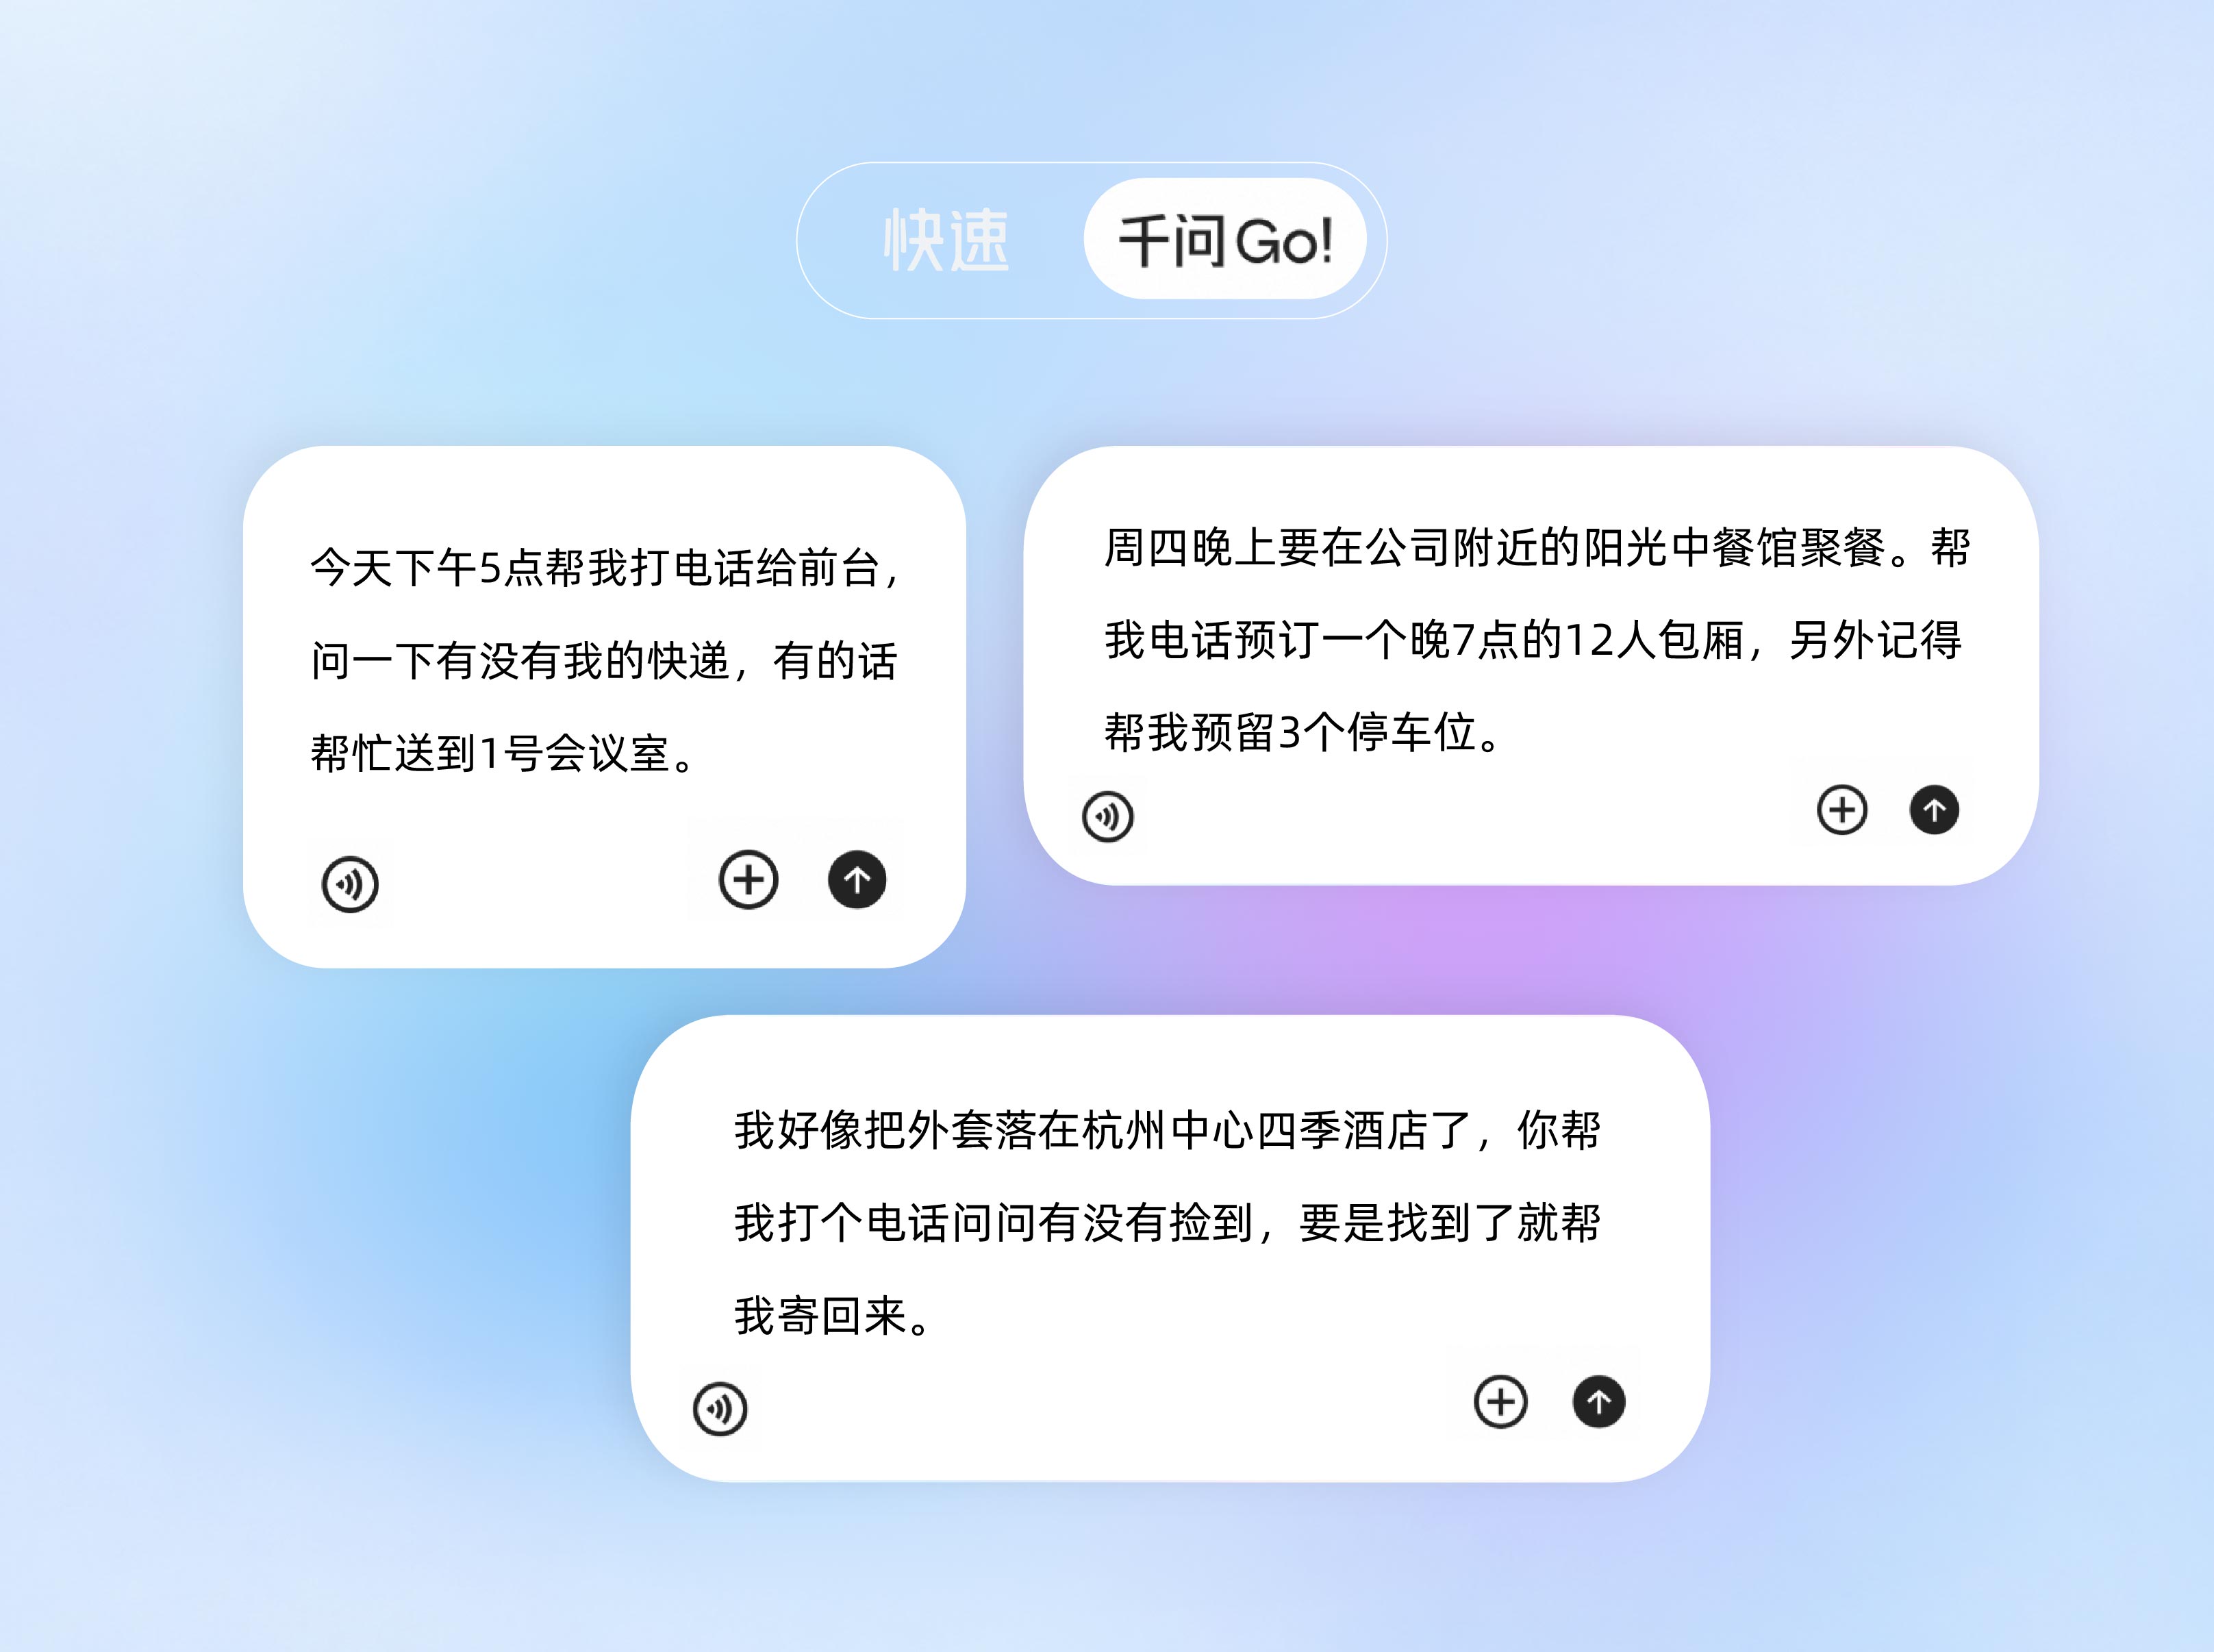 快速
千问Go!
今天下午5点帮我打电话给前台，
问一下有没有我的快递，有的话
帮忙送到1号会议室。
周四晚上要在公司附近的阳光中餐馆聚餐。帮
我电话预订一个晚7点的12人包厢，另外记得
帮我预留3个停车位。
我好像把外套落在杭州中心四季酒店了，你帮
我打个电话问问有没有捡到，要是找到了就帮
我寄回来。